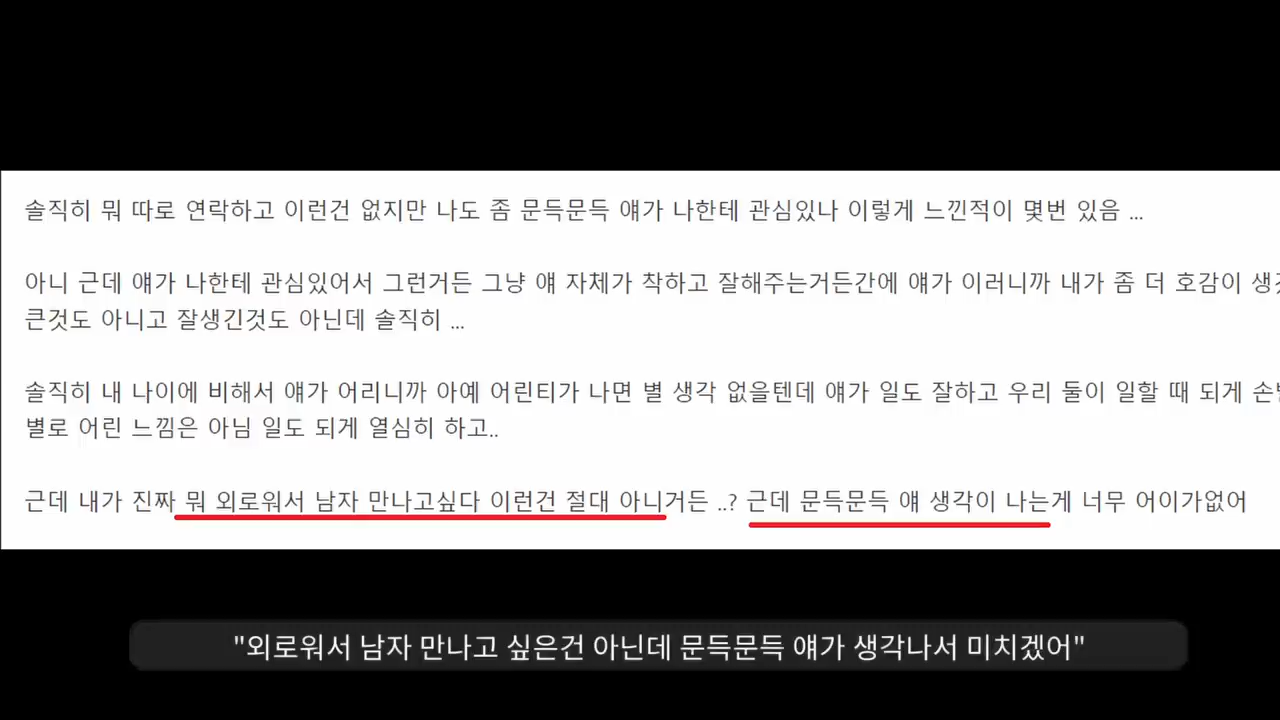 솔직히 뭐 따로 연락하고 이런건 없지만 나도 좀 문득문득 얘가 나한테 관심있나 이렇게 느낀적이 몇번 있음 ...
아니 근데 얘가 나한테 관심있어서 그런거든 그냥 얘 자체가 착하고 잘해주는거든간에 얘가 이러니까 내가 좀 더 호감이
큰것도 아니고 잘생긴것도 아닌데 솔직히 ...
솔직히 내 나이에 비해서 얘가 어리니까 아예 어린티가 나면 별 생각 없을텐데 얘가 일도 잘하고 우리 둘이 일할 때 되게
별로 어린 느낌은 아님 일도 되게 열심히 하고..
근데 내가 진짜 뭐 외로워서 남자 만나고싶다 이런건 절대 아니거든 ..? 근데 문득문득 얘 생각이 나는게 너무 어이가없어
"외로워서 남자 만나고 싶은건 아닌데 문득문득 얘가 생각나서 미치겠어"